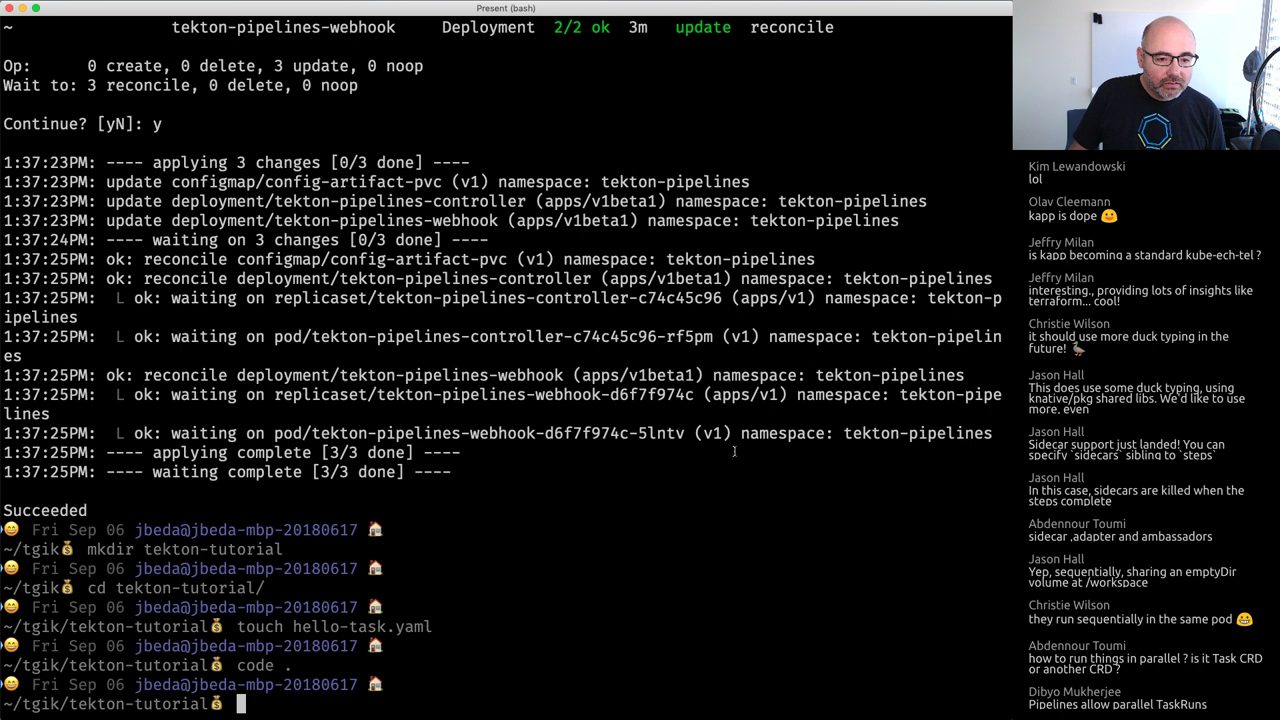 Present (bash)
~ tekton-pipelines-webhook Deployment 2/2 ok 3m update reconcile
Op: 0 create, 0 delete, 3 update, 0 noop
Wait to: 3 reconcile, 0 delete, 0 noop
Continue? [yN]: y
1:37:23PM: ---- applying 3 changes [0/3 done] ----
1:37:23PM: update configmap/config-artifact-pvc (v1) namespace: tekton-pipelines
1:37:23PM: update deployment/tekton-pipelines-controller (apps/v1beta1) namespace: tekton-pipelines
1:37:23PM: update deployment/tekton-pipelines-webhook (apps/v1beta1) namespace: tekton-pipelines
1:37:24PM: ---- waiting on 3 changes [0/3 done] ----
1:37:25PM: ok: reconcile configmap/config-artifact-pvc (v1) namespace: tekton-pipelines
1:37:25PM: ok: reconcile deployment/tekton-pipelines-controller (apps/v1beta1) namespace: tekton-pipelines
1:37:25PM: L ok: waiting on replicaset/tekton-pipelines-controller-c74c45c96 (apps/v1) namespace: tekton-p
ipelines
1:37:25PM: L ok: waiting on pod/tekton-pipelines-controller-c74c45c96-rf5pm (v1) namespace: tekton-pipelin
es
1:37:25PM: ok: reconcile deployment/tekton-pipelines-webhook (apps/v1beta1) namespace: tekton-pipelines
1:37:25PM: L ok: waiting on replicaset/tekton-pipelines-webhook-d6f7f974c (apps/v1) namespace: tekton-pipe
lines
1:37:25PM: L ok: waiting on pod/tekton-pipelines-webhook-d6f7f974c-5lntv (v1) namespace: tekton-pipelines
1:37:25PM: ---- applying complete [3/3 done] ----
1:37:25PM: ---- waiting complete [3/3 done] ----
Succeeded
😄 Fri Sep 06 jbeda@jbeda-mbp-20180617 🏠
~/tgik💰 mkdir tekton-tutorial
😄 Fri Sep 06 jbeda@jbeda-mbp-20180617 🏠
~/tgik💰 cd tekton-tutorial/
😄 Fri Sep 06 jbeda@jbeda-mbp-20180617 🏠
~/tgik/tekton-tutorial💰 touch hello-task.yaml
😄 Fri Sep 06 jbeda@jbeda-mbp-20180617 🏠
~/tgik/tekton-tutorial💰 code .
😄 Fri Sep 06 jbeda@jbeda-mbp-20180617 🏠
~/tgik/tekton-tutorial💰
Kim Lewandowski
lol
Olav Cleemann
kapp is dope 😀
Jeffry Milan
is kapp becoming a standard kube-ech-tel ?
Jeffry Milan
interesting., providing lots of insights like
terraform... cool!
Christie Wilson
it should use more duck typing in the
future! 🦆
Jason Hall
This does use some duck typing, using
knative/pkg shared libs. We'd like to use
more, even
Jason Hall
Sidecar support just landed! You can
specify `sidecars` sibling to `steps`
Jason Hall
In this case, sidecars are killed when the
steps complete
Abdennour Toumi
sidecar ,adapter and ambassadors
Jason Hall
Yep, sequentially, sharing an emptyDir
volume at /workspace
Christie Wilson
they run sequentially in the same pod 😁
Abdennour Toumi
how to run things in parallel ? is it Task CRD
or another CRD ?
Dibyo Mukherjee
Pipelines allow parallel TaskRuns